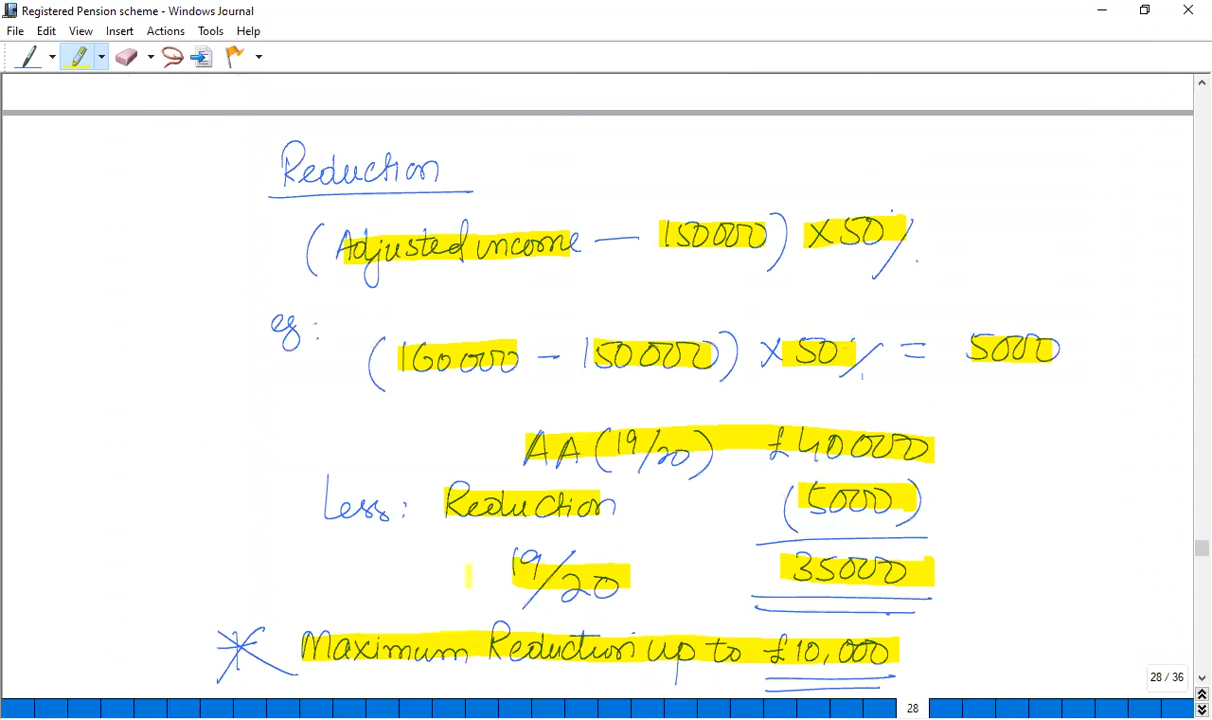 Registered Pension scheme - Windows Journal
File Edit View Insert Actions Tools Help
Reduction
(Adjusted income — 150000) X50%
eg: (160000 - 150000) X50% = 5000
AA (19/20) £40000
Less: Reduction (5000)
19/20 35000
* Maximum Reduction up to £10,000
28 / 36
28